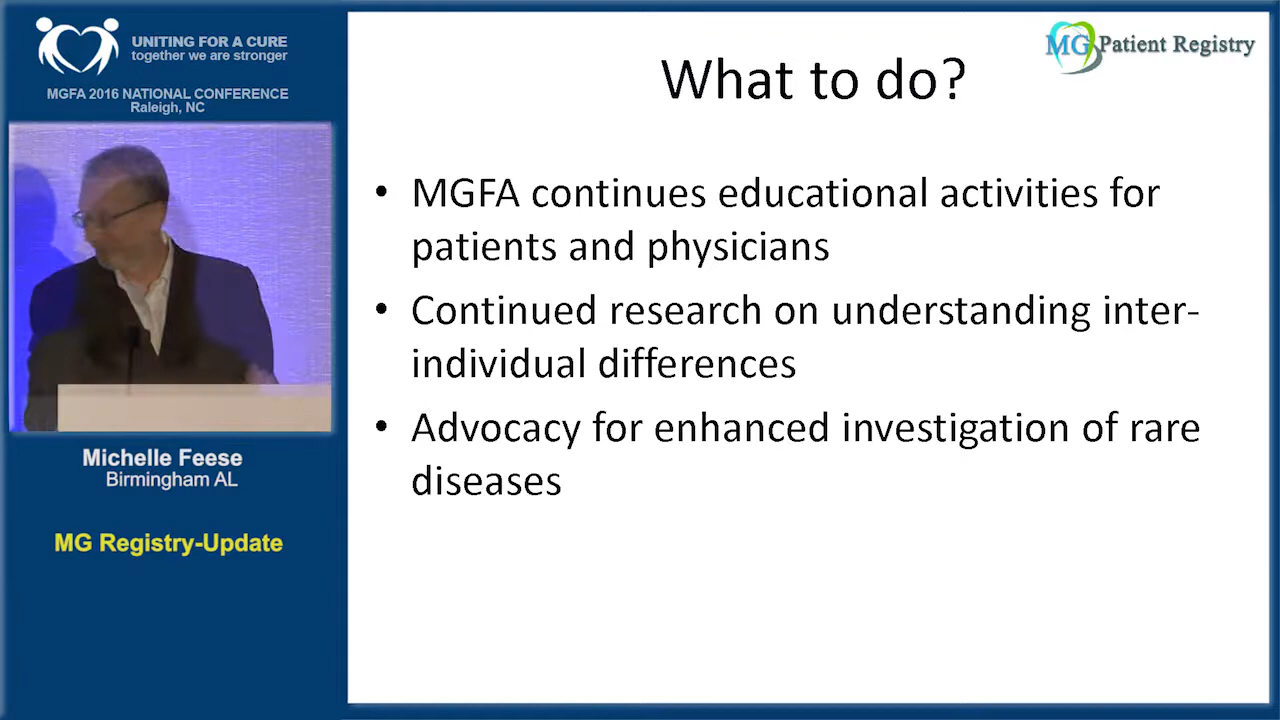 UNITING FOR A CURE
together we are stronger
MGFA 2016 NATIONAL CONFERENCE
Raleigh, NC
Michelle Feese
Birmingham AL
MG Registry-Update
MG Patient Registry
What to do?
• MGFA continues educational activities for
patients and physicians
• Continued research on understanding inter-
individual differences
• Advocacy for enhanced investigation of rare
diseases